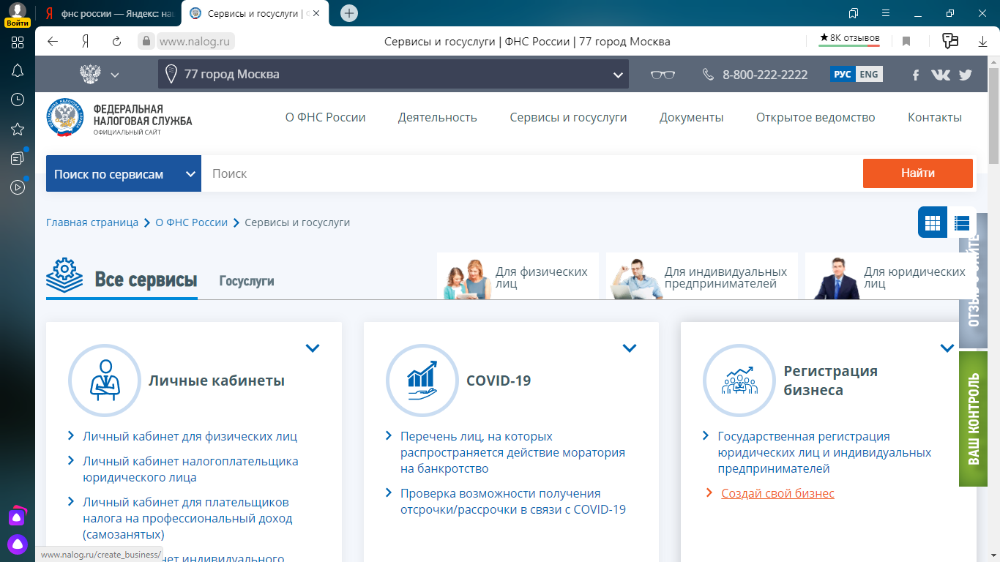 Войти
фнс россии — Яндекс: на
Сервисы и госуслуги |
www.nalog.ru
Сервисы и госуслуги | ФНС России | 77 город Москва
★ 8К отзывов
77 город Москва
8-800-222-2222
РУС ENG
ФЕДЕРАЛЬНАЯ
НАЛОГОВАЯ СЛУЖБА
ОФИЦИАЛЬНЫЙ САЙТ
О ФНС России
Деятельность
Сервисы и госуслуги
Документы
Открытое ведомство
Контакты
Поиск по сервисам
Поиск
Найти
Главная страница
О ФНС России
Сервисы и госуслуги
Все сервисы
Госуслуги
Для физических
лиц
Для индивидуальных
предпринимателей
Для юридических
лиц
ВАШ КОНТРОЛЬ
Личные кабинеты
Личный кабинет для физических лиц
Личный кабинет налогоплательщика
юридического лица
Личный кабинет для плательщиков
налога на профессиональный доход
(самозанятых)
индивидуального
COVID-19
Перечень лиц, на которых
распространяется действие моратория
на банкротство
Проверка возможности получения
отсрочки/рассрочки в связи с COVID-19
Регистрация
бизнеса
Государственная регистрация
юридических лиц и индивидуальных
предпринимателей
Создай свой бизнес
www.nalog.ru/create_business/